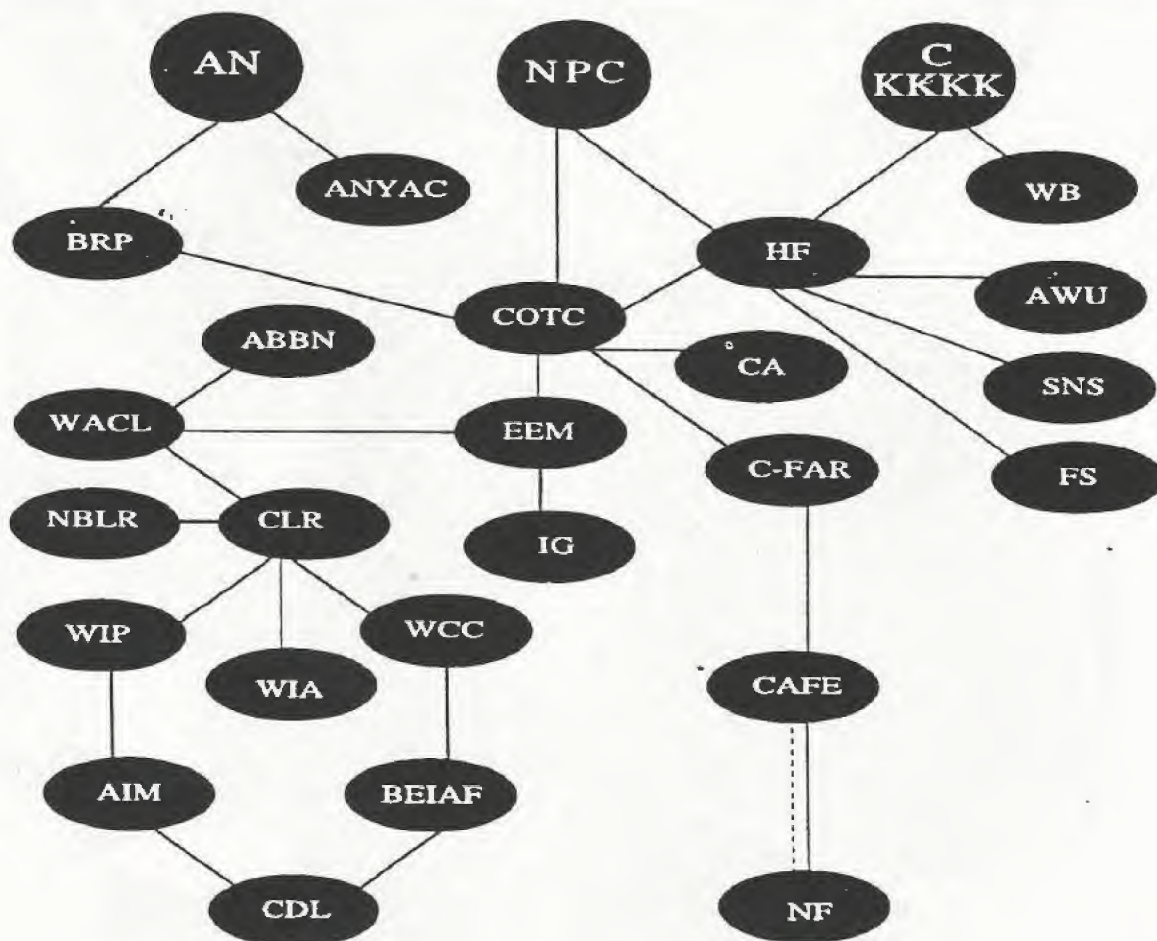 AN
NPC
C
KKKK
ANYAC
WB
BRP
HF
AWU
COTC
ABBN
CA
SNS
WACL
EEM
C-FAR
FS
NBLR
CLR
IG
WIP
WCC
WIA
CAFE
AIM
BEIAF
CDL
NF